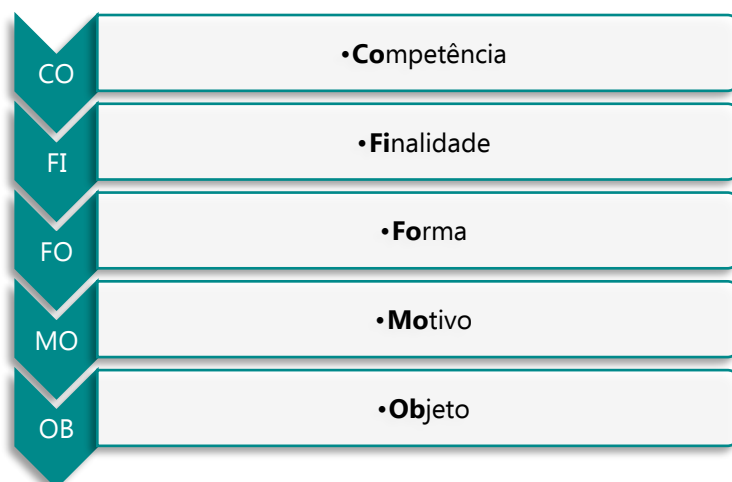 CO
•Competência
FI
•Finalidade
FO
•Forma
MO
•Motivo
OB
•Objeto